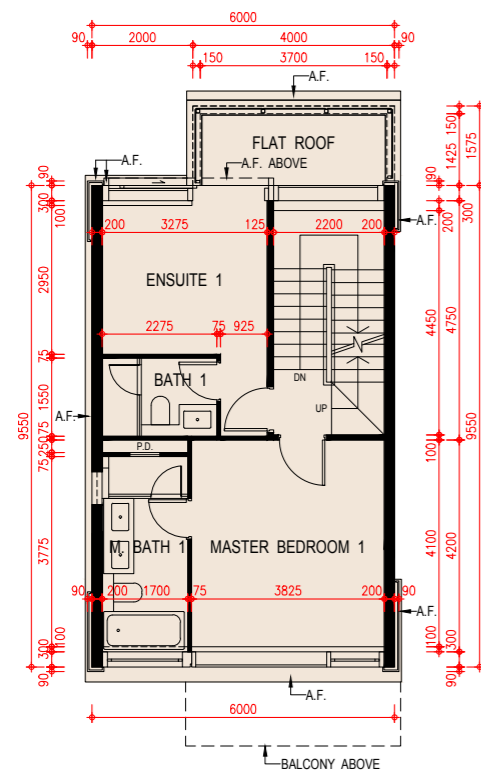 6000
90 2000 4000 90
150 3700 150
A.F.
FLAT ROOF
A.F.
A.F. ABOVE
90
300
100
2950
75
1550
75
250
75
3775
100
300
90
9550
150
1425
1575
90
200
300
4450
4750
100
4100
4200
100
300
90
9550
200 3275 125 2200 200
A.F.
ENSUITE 1
2275 75 925
BATH 1
DN
UP
A.F.
P.D.
M. BATH 1
MASTER BEDROOM 1
90 200 1700 75 3825 200 90
A.F.
A.F.
6000
BALCONY ABOVE